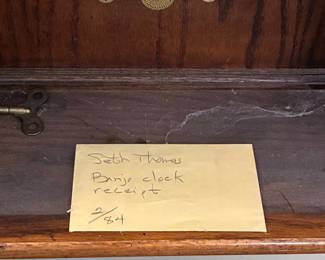 Seth Thomas
Banjo clock
receipt
2/84